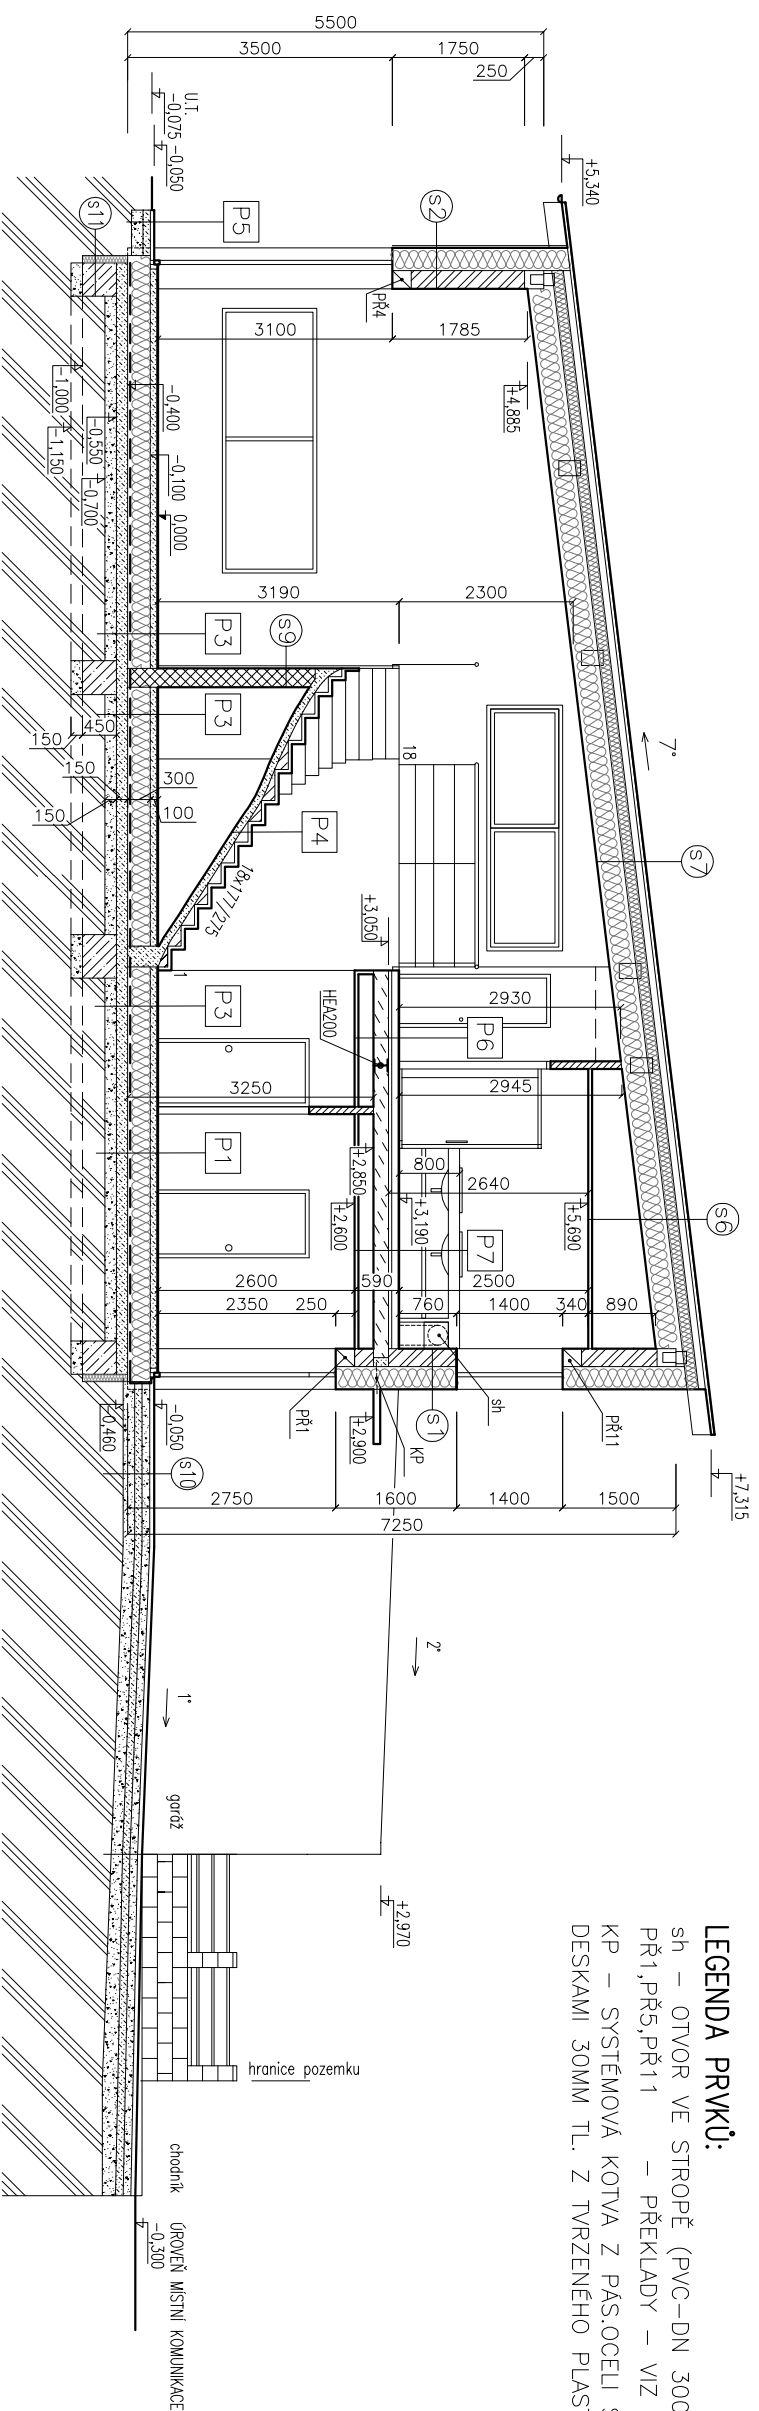 5500
3500
1750
250
U.T.
-0,075
-0,050
+5,340
s11
P5
s2
PŘ4
3100
1785
+4,885
-1,000
-1,150
-0,550
-0,700
-0,400
-0,100
0,000
3190
2300
P3
s9
P3
150
450
150
300
150
100
7°
18
s7
P4
18x177/275
+3,050
1
P3
HEA200
2930
P6
3250
2945
P1
+2,850
800
2640
+2,600
+3,190
P7
+5,690
s6
2600
590
2500
2350
250
760
1400
340
890
PŘ1
s1
sh
PŘ11
-0,460
-0,050
+2,900
KP
s10
+7,315
2750
1600
1400
1500
7250
2°
1°
garáž
+2,970
hranice pozemku
chodník
-0,300
ÚROVEŇ MÍSTNÍ KOMUNIKACE
LEGENDA PRVKŮ:
sh – OTVOR VE STROPĚ (PVC–DN 300
PŘ1,PŘ5,PŘ11 – PŘEKLADY – VIZ
KP – SYSTÉMOVÁ KOTVA Z PÁS.OCELI S
DESKAMI 30MM TL. Z TVRZENÉHO PLAS